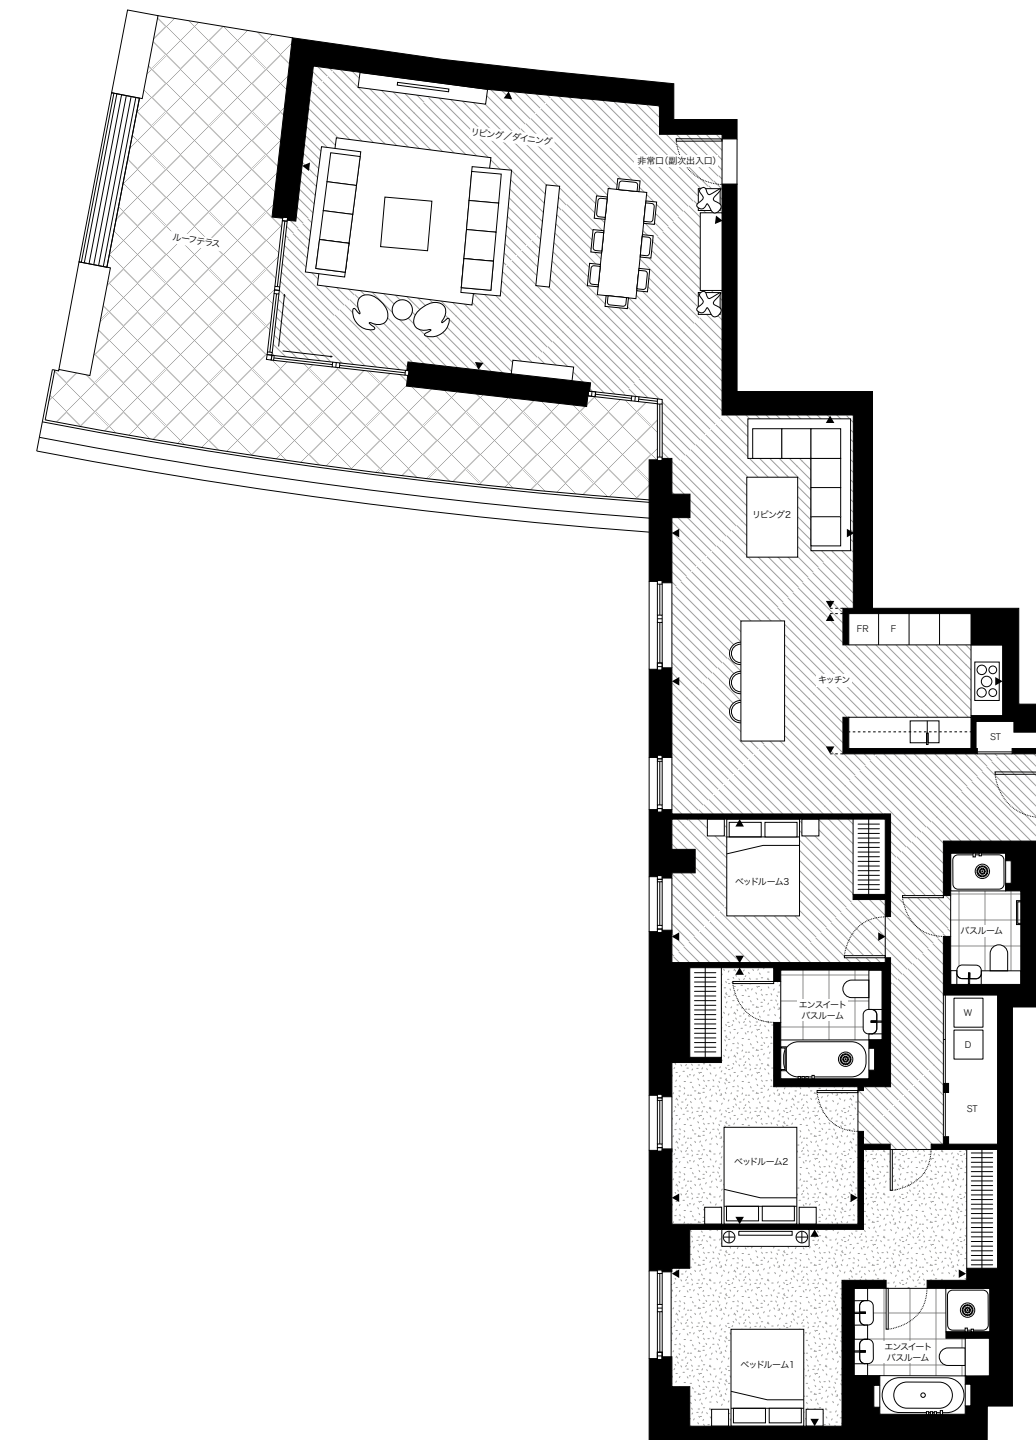 リビング／ダイニング
非常口(副次出入口)
ルーフテラス
リビング2
FR
F
キッチン
ST
ベッドルーム3
バスルーム
エンスイート
バスルーム
W
D
ST
ベッドルーム2
エンスイート
バスルーム
ベッドルーム1